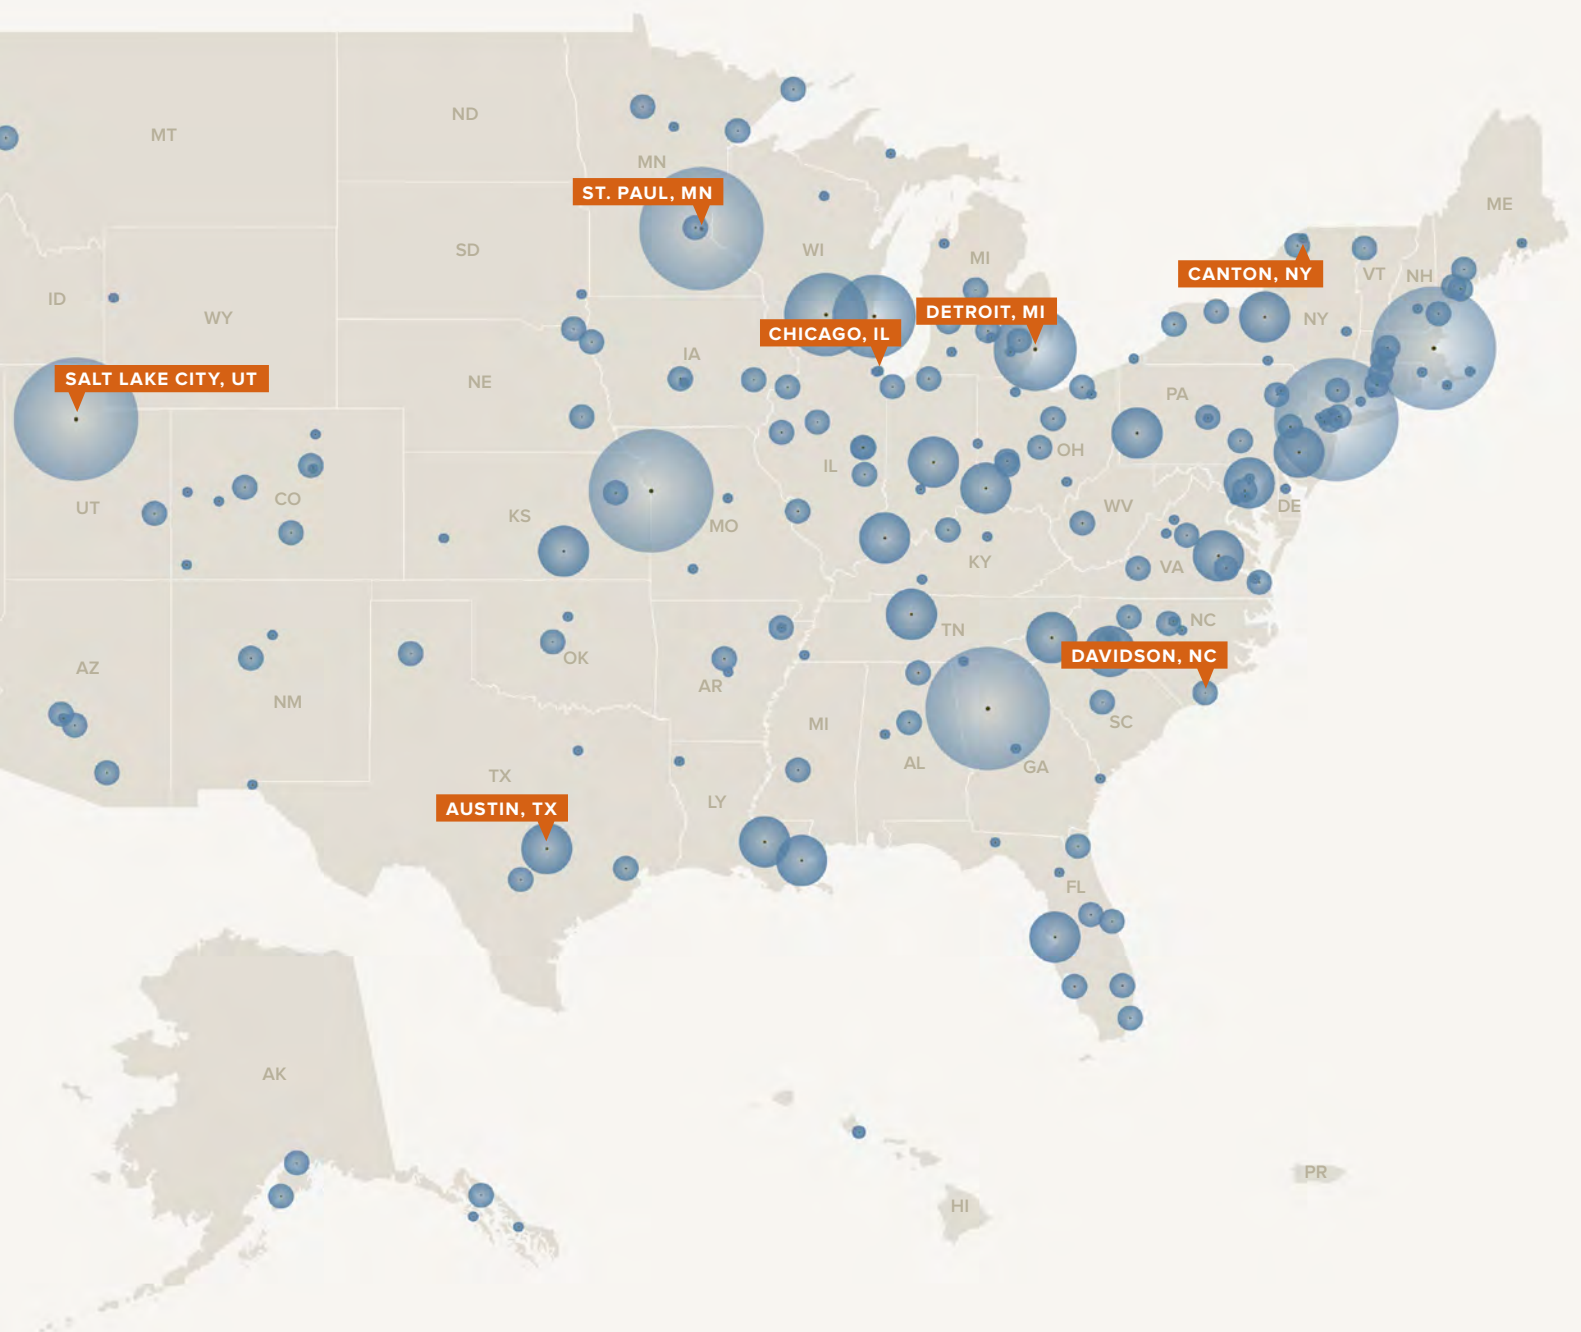 ND
MT
MN
ST. PAUL, MN
ME
SD
WI
MI
CANTON, NY
VT
NH
ID
WY
DETROIT, MI
NY
CHICAGO, IL
IA
SALT LAKE CITY, UT
NE
PA
OH
IL
CO
UT
KS
MO
WV
DE
KY
VA
NC
TN
DAVIDSON, NC
OK
AZ
AR
NM
MI
SC
AL
GA
TX
LY
AUSTIN, TX
FL
AK
PR
HI